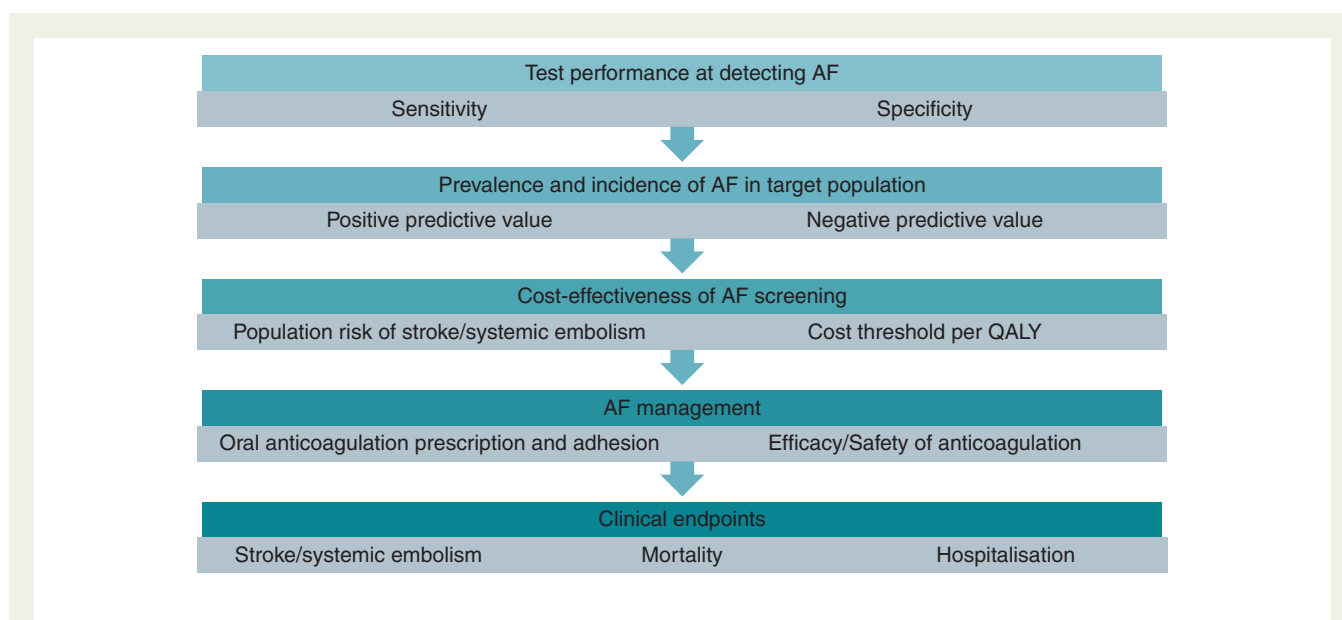 Test performance at detecting AF
Sensitivity Specificity
Prevalence and incidence of AF in target population
Positive predictive value Negative predictive value
Cost-effectiveness of AF screening
Population risk of stroke/systemic embolism Cost threshold per QALY
AF management
Oral anticoagulation prescription and adhesion Efficacy/Safety of anticoagulation
Clinical endpoints
Stroke/systemic embolism Mortality Hospitalisation